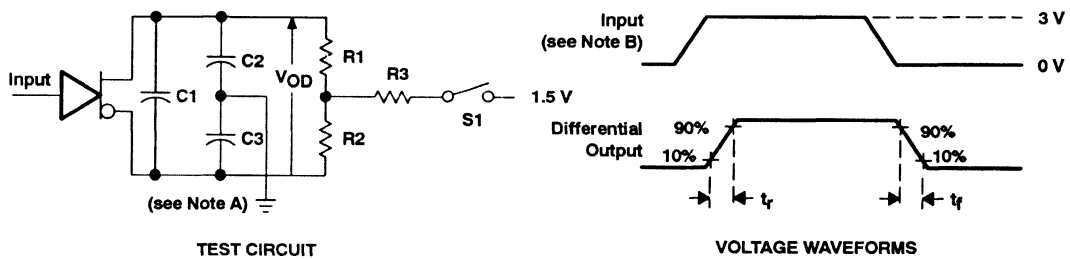 Input
C1
C2
C3
VOD
R1
R2
R3
S1
1.5 V
(see Note A)
TEST CIRCUIT
Input
(see Note B)
3 V
0 V
Differential
Output
90%
10%
90%
10%
tr
tf
VOLTAGE WAVEFORMS